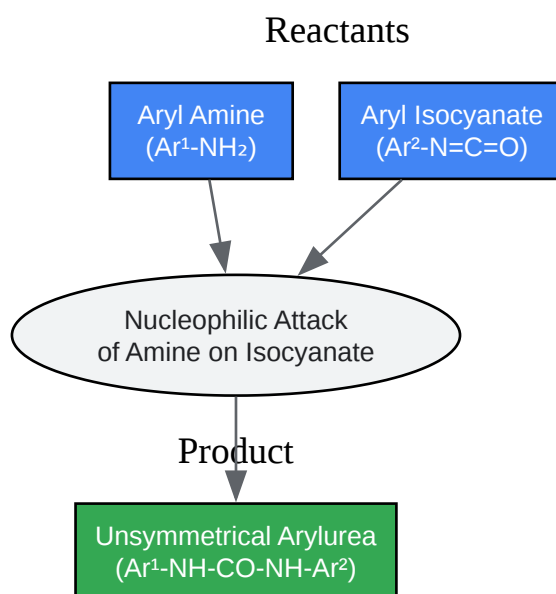 Reactants
Aryl Amine
(Ar¹-NH₂)
Aryl Isocyanate
(Ar²-N=C=O)
Nucleophilic Attack
of Amine on Isocyanate
Product
Unsymmetrical Arylurea
(Ar¹-NH-CO-NH-Ar²)